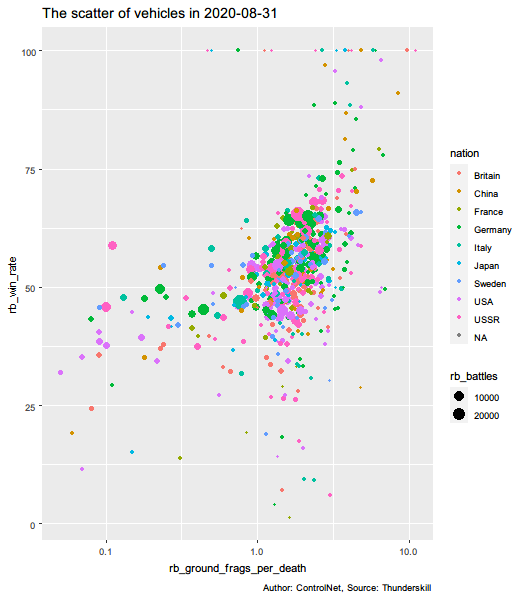 The scatter of vehicles in 2020-08-31
100
75
50
25
0
rb_win_rate
0.1
1.0
10.0
rb_ground_frags_per_death
nation
Britain
China
France
Germany
Italy
Japan
Sweden
USA
USSR
NA
rb_battles
10000
20000
Author: ControlNet, Source: Thunderskill